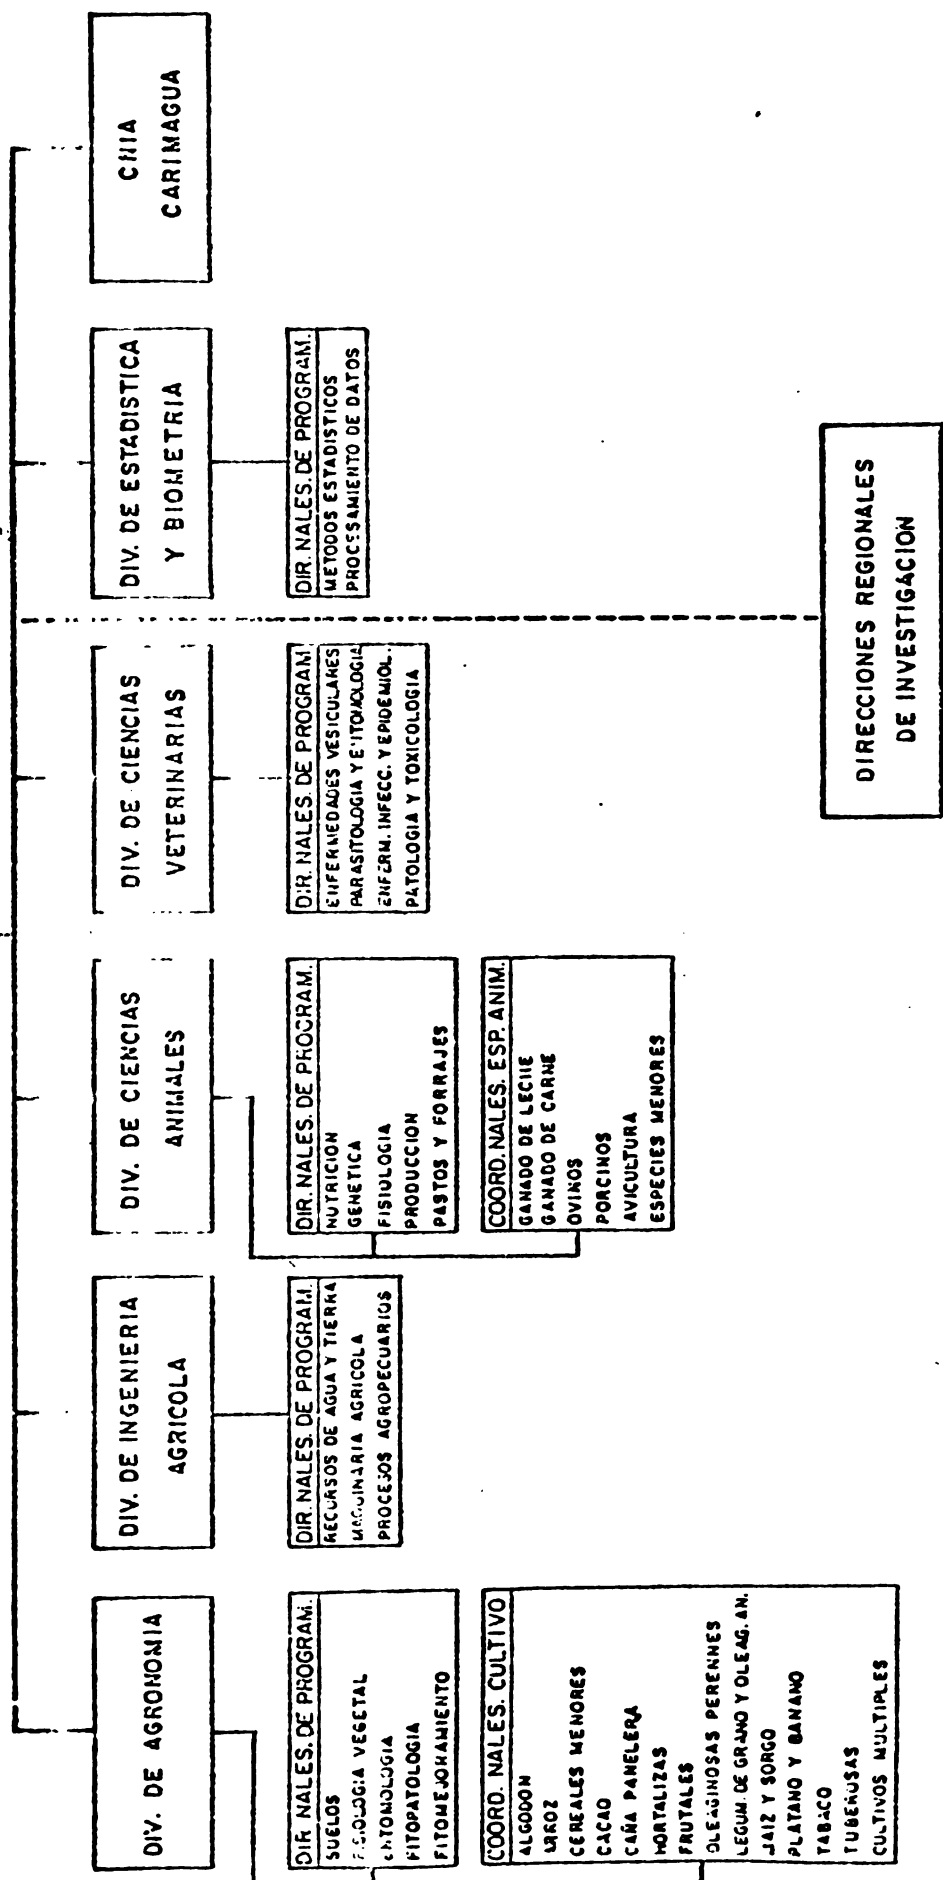 DIV. DE AGRONOMIA
DIR. NALES. DE PROGRAM.
SUELOS
FISIOLOGIA VEGETAL
ENTOMOLOGIA
FITOPATOLOGIA
FITOMEJORAMIENTO
COORD. NALES. CULTIVO
ALGODON
ARROZ
CEREALES MENORES
CACAO
CAÑA PANELERA
HORTALIZAS
FRUTALES
OLEAGINOSAS PERENNES
LEGUM. DE GRANO Y OLEAG. AN.
MAIZ Y SORGO
PLATANO Y BANANO
TABACO
TUBEROSAS
CULTIVOS MULTIPLES
DIV. DE INGENIERIA
AGRICOLA
DIR. NALES. DE PROGRAM.
RECURSOS DE AGUA Y TIERRA
MAQUINARIA AGRICOLA
PROCESOS AGROPECUARIOS
DIV. DE CIENCIAS
ANIMALES
DIR. NALES. DE PROGRAM.
NUTRICION
GENETICA
FISIOLOGIA
PRODUCCION
PASTOS Y FORRAJES
COORD. NALES. ESP. ANIM.
GANADO DE LECHE
GANADO DE CARNE
OVINOS
PORCINOS
AVICULTURA
ESPECIES MENORES
DIV. DE CIENCIAS
VETERINARIAS
DIR. NALES. DE PROGRAM
ENFERMEDADES VESICULARES
PARASITOLOGIA Y ENTOMOLOGIA
ENFERM. INFECC. Y EPIDEMIOL.
PATOLOGIA Y TOXICOLOGIA
DIV. DE ESTADISTICA
Y BIOMETRIA
DIR. NALES. DE PROGRAM.
METODOS ESTADISTICOS
PROCESAMIENTO DE DATOS
CNIA
CARIMAGUA
DIRECCIONES REGIONALES
DE INVESTIGACION